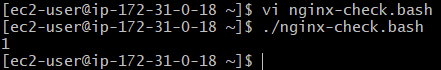 [ec2-user@ip-172-31-0-18 ~]$ vi nginx-check.bash
[ec2-user@ip-172-31-0-18 ~]$ ./nginx-check.bash
1
[ec2-user@ip-172-31-0-18 ~]$